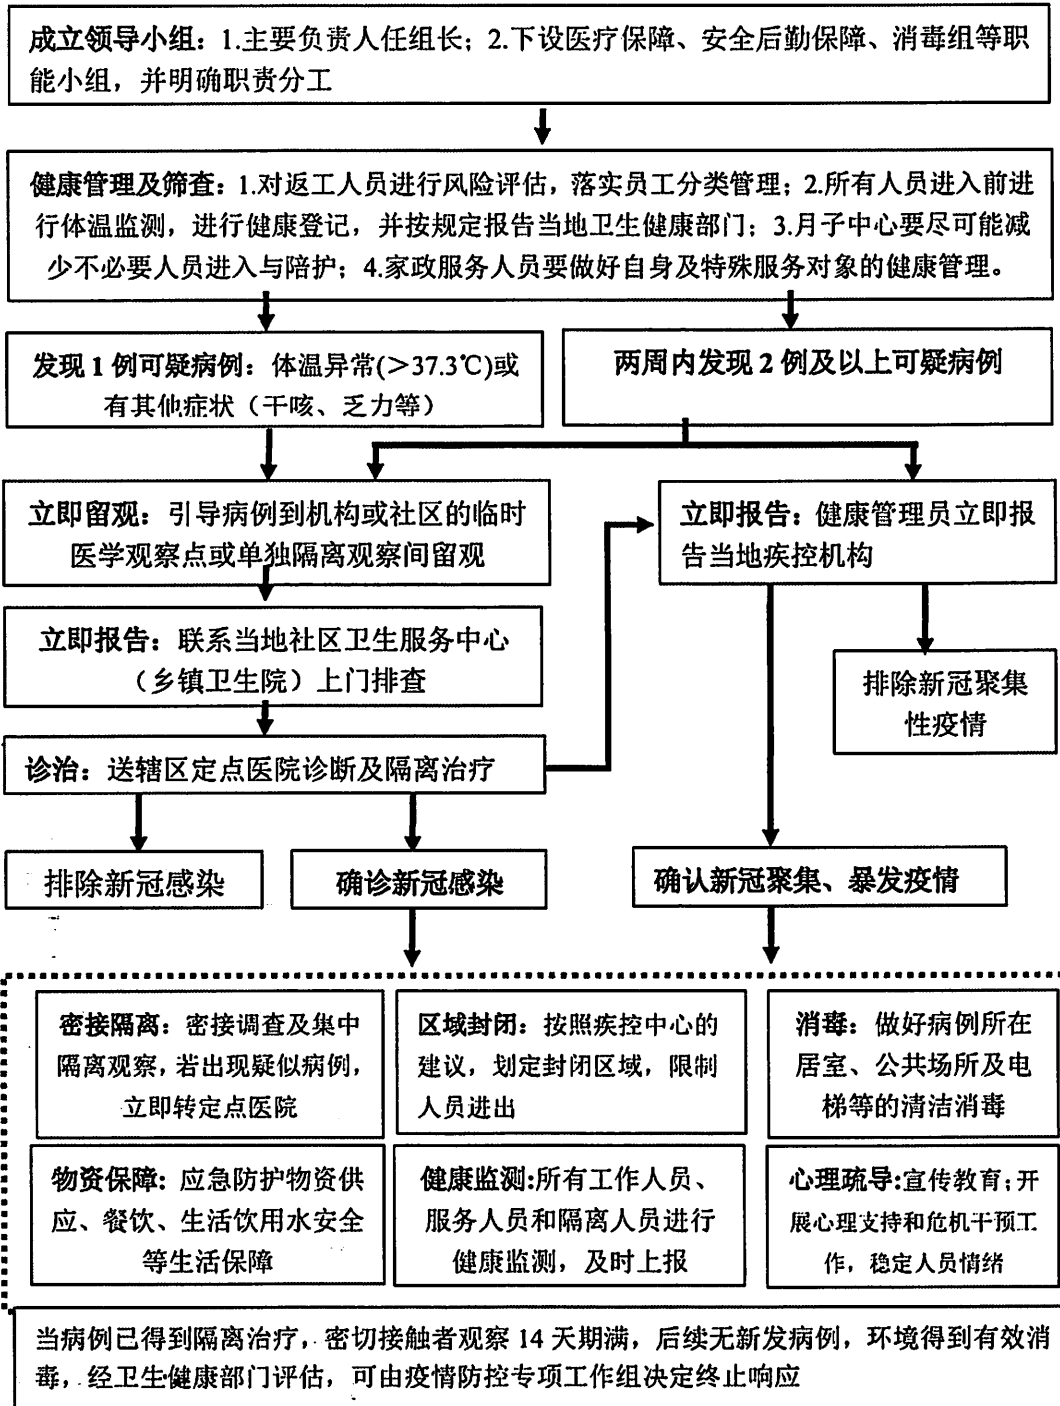 成立领导小组：1.主要负责人任组长；2.下设医疗保障、安全后勤保障、消毒组等职
能小组，并明确职责分工
健康管理及筛查：1.对返工人员进行风险评估，落实员工分类管理；2.所有人员进入前进
行体温监测，进行健康登记，并按规定报告当地卫生健康部门；3.月子中心要尽可能减
少不必要人员进入与陪护；4.家政服务人员要做好自身及特殊服务对象的健康管理。
发现1例可疑病例：体温异常(＞37.3℃)或
有其他症状（干咳、乏力等）
两周内发现2例及以上可疑病例
立即留观：引导病例到机构或社区的临时
医学观察点或单独隔离观察间留观
立即报告：健康管理员立即报
告当地疾控机构
立即报告：联系当地社区卫生服务中心
（乡镇卫生院）上门排查
排除新冠聚集
性疫情
诊治：送辖区定点医院诊断及隔离治疗
排除新冠感染
确诊新冠感染
确认新冠聚集、暴发疫情
密接隔离：密接调查及集中
隔离观察，若出现疑似病例，
立即转定点医院
区域封闭：按照疾控中心的
建议，划定封闭区域，限制
人员进出
消毒：做好病例所在
居室、公共场所及电
梯等的清洁消毒
物资保障：应急防护物资供
应、餐饮、生活饮用水安全
等生活保障
健康监测:所有工作人员、
服务人员和隔离人员进行
健康监测，及时上报
心理疏导:宣传教育；开
展心理支持和危机干预工
作，稳定人员情绪
当病例已得到隔离治疗，密切接触者观察 14 天期满，后续无新发病例，环境得到有效消
毒，经卫生健康部门评估，可由疫情防控专项工作组决定终止响应